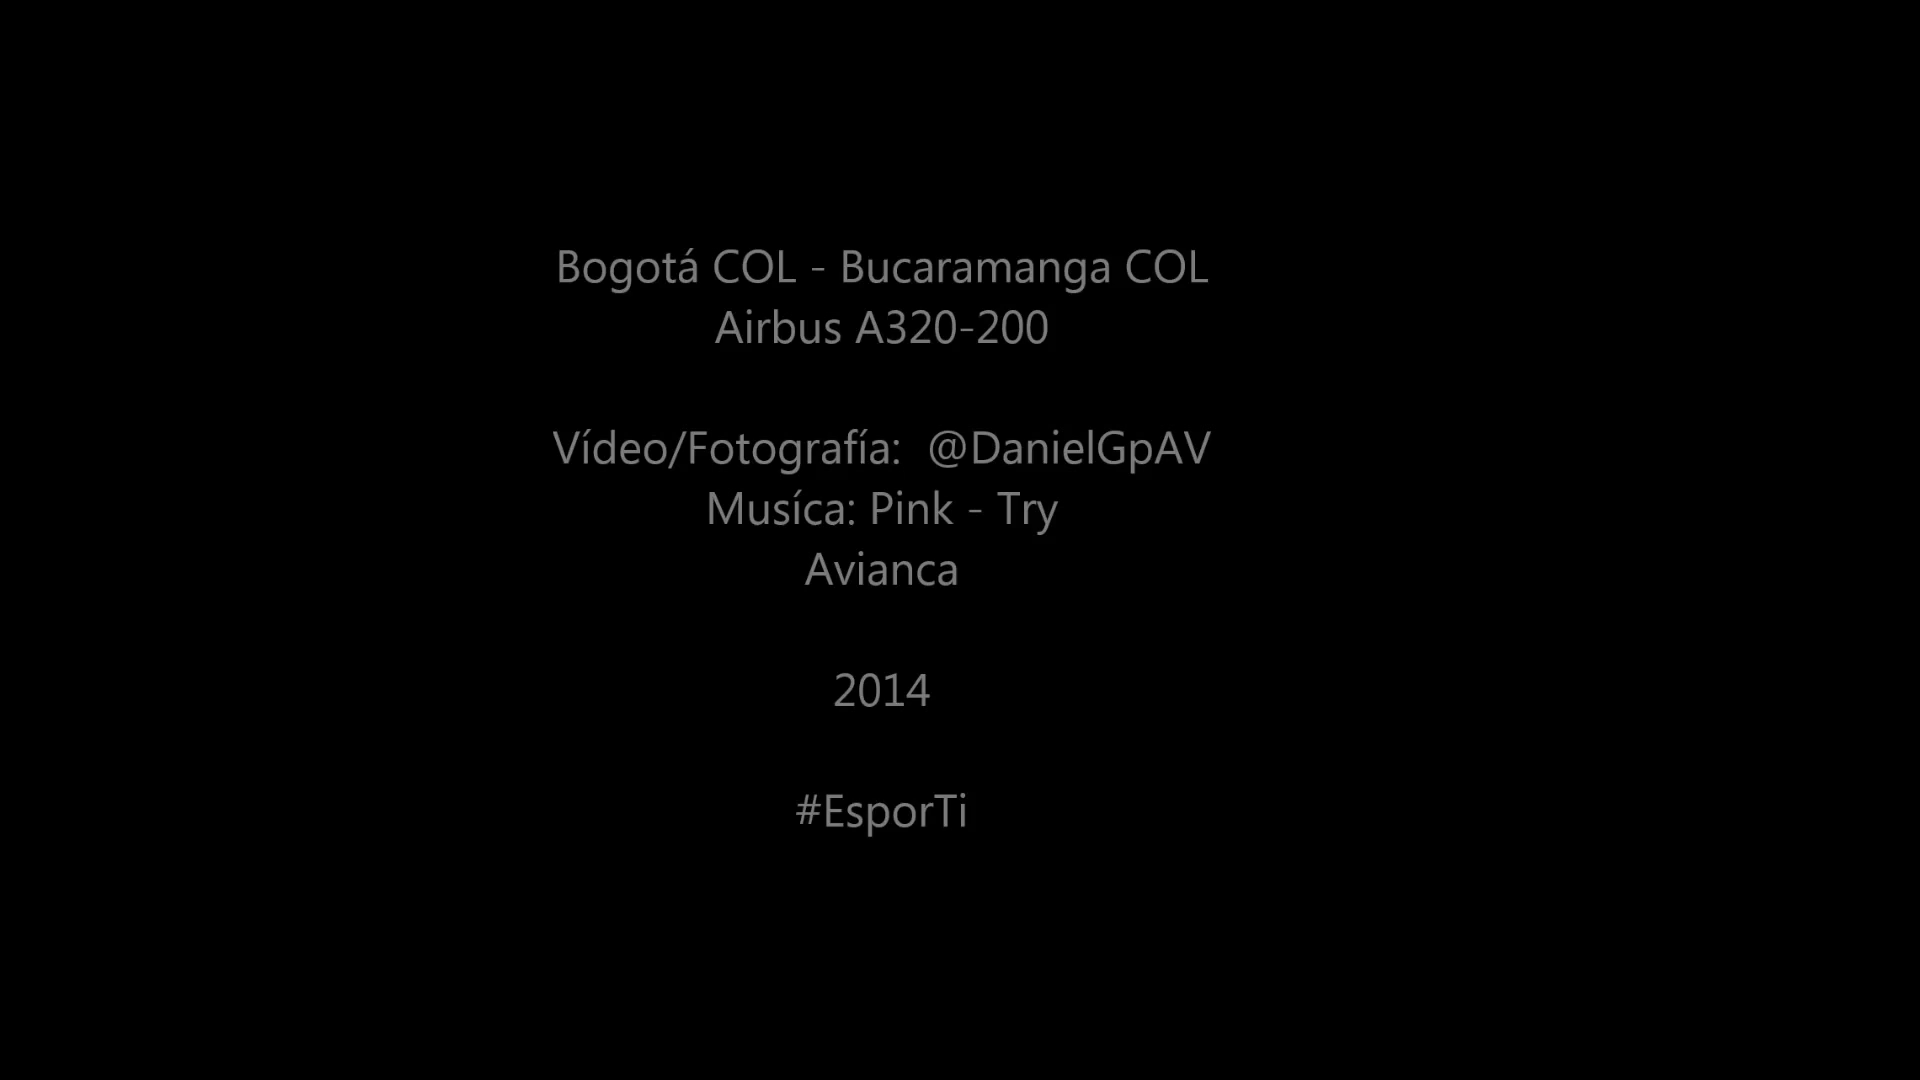 Bogotá COL - Bucaramanga COL
Airbus A320-200
Vídeo/Fotografía:  @DanielGpAV
Musíca: Pink - Try
Avianca
2014
#EsporTi